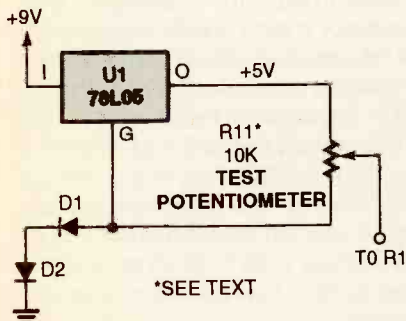 +9V
I
U1
78L05
O
+5V
G
R11*
10K
TEST
POTENTIOMETER
D1
D2
*SEE TEXT
TO R1